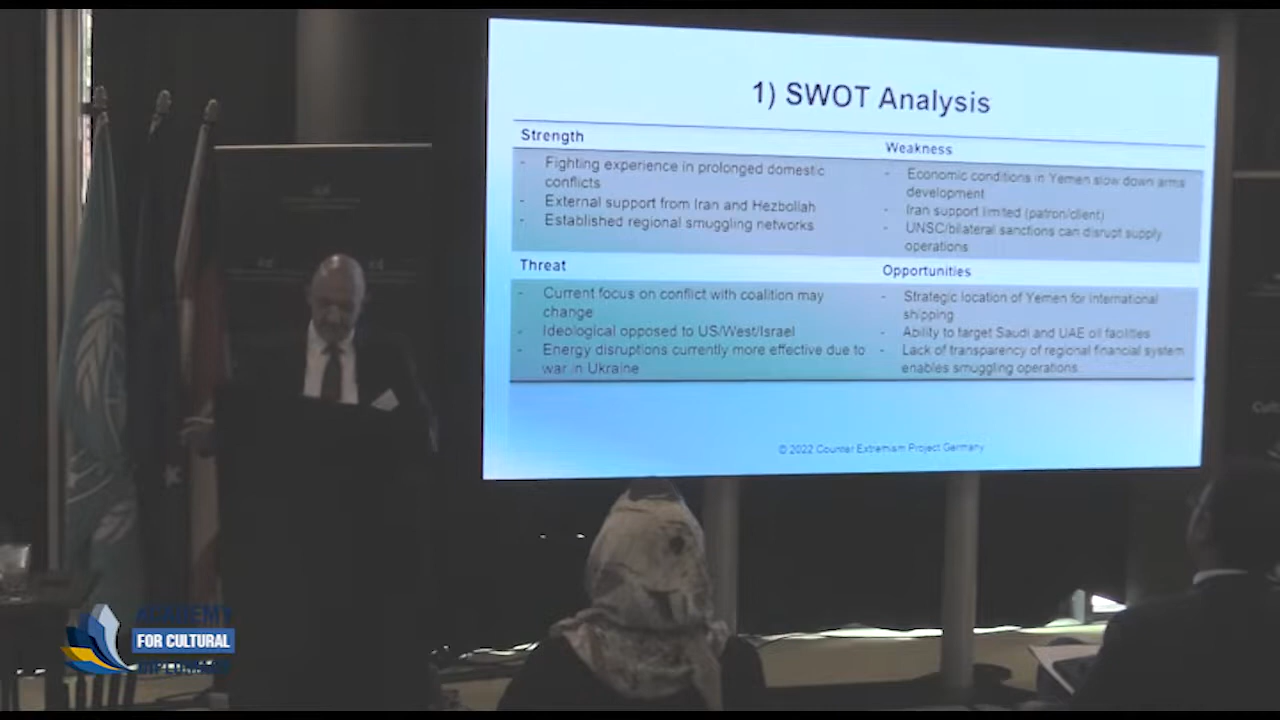 1) SWOT Analysis
Strength
- Fighting experience in prolonged domestic
conflicts
- External support from Iran and Hezbollah
- Established regional smuggling networks
Weakness
- Economic conditions in Yemen slow down arms
development
- Iran support limited (patron/client)
- UNSC/bilateral sanctions can disrupt supply
operations
Threat
- Current focus on conflict with coalition may
change
- Ideological opposed to US/West/Israel
- Energy disruptions currently more effective due to
war in Ukraine
Opportunities
- Strategic location of Yemen for international
shipping
- Ability to target Saudi and UAE oil facilities
- Lack of transparency of regional financial system
enables smuggling operations
© 2022 Counter Extremism Project Germany
ACADEMY
FOR CULTURAL
DIPLOMACY